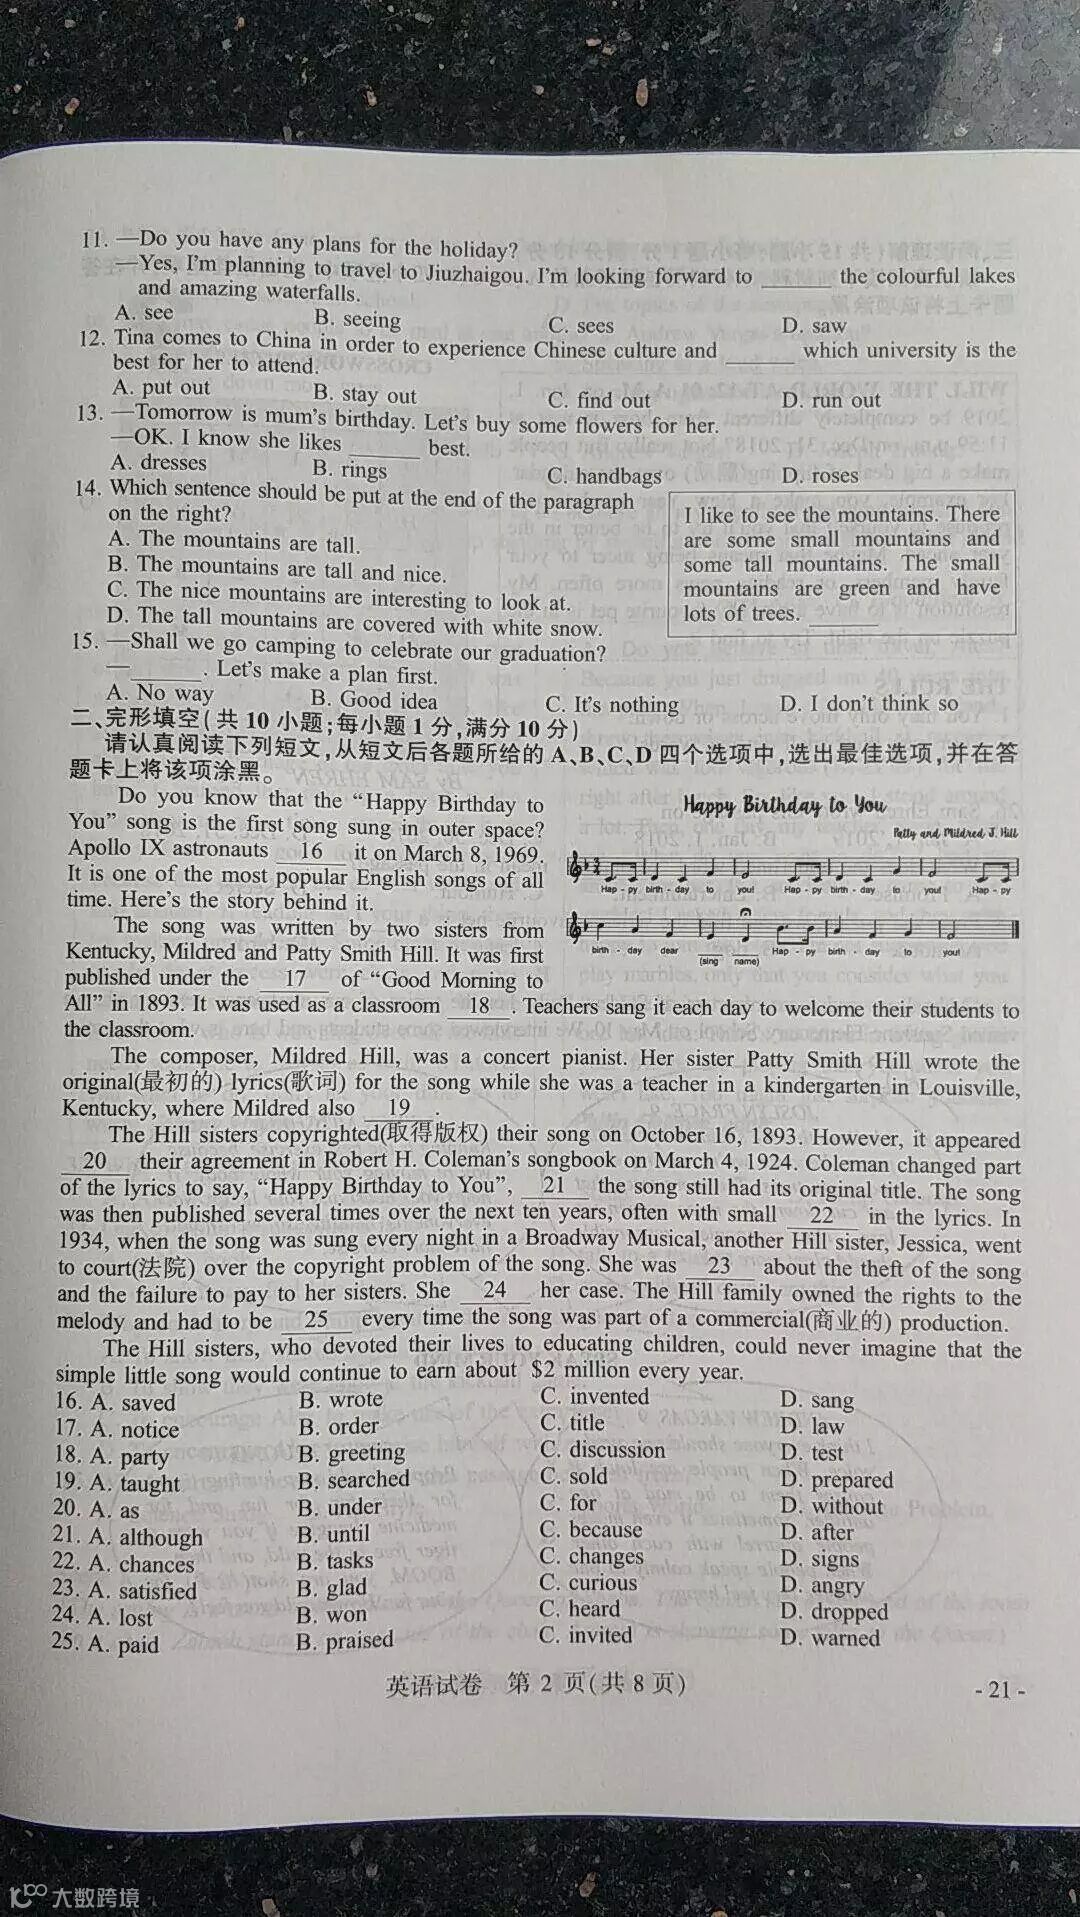 11. —Do you have any plans for the holiday?
—Yes, I'm planning to travel to Jiuzhaigou. I'm looking forward to ______ the colourful lakes
and amazing waterfalls.
A. see B. seeing C. sees D. saw
12. Tina comes to China in order to experience Chinese culture and ______ which university is the
best for her to attend.
A. put out B. stay out C. find out D. run out
13. —Tomorrow is mum's birthday. Let's buy some flowers for her.
—OK. I know she likes ______ best.
A. dresses B. rings C. handbags D. roses
14. Which sentence should be put at the end of the paragraph
on the right?
A. The mountains are tall.
B. The mountains are tall and nice.
C. The nice mountains are interesting to look at.
D. The tall mountains are covered with white snow.
I like to see the mountains. There
are some small mountains and
some tall mountains. The small
mountains are green and have
lots of trees. ______
15. —Shall we go camping to celebrate our graduation?
—______. Let's make a plan first.
A. No way B. Good idea C. It's nothing D. I don't think so
二、完形填空(共 10 小题;每小题 1 分,满分 10 分)
请认真阅读下列短文,从短文后各题所给的 A、B、C、D 四个选项中,选出最佳选项,并在答
题卡上将该项涂黑。
Do you know that the “Happy Birthday to
You” song is the first song sung in outer space?
Apollo IX astronauts 16 it on March 8, 1969.
It is one of the most popular English songs of all
time. Here's the story behind it.
The song was written by two sisters from
Kentucky, Mildred and Patty Smith Hill. It was first
published under the 17 of “Good Morning to
Happy Birthday to You
Patty and Mildred J. Hill
Hap - py birth - day to you! Hap - py birth - day to you! Hap - py
birth - day dear (sing name) Hap - py birth - day to you!
All” in 1893. It was used as a classroom 18 . Teachers sang it each day to welcome their students to
the classroom.
The composer, Mildred Hill, was a concert pianist. Her sister Patty Smith Hill wrote the
original(最初的) lyrics(歌词) for the song while she was a teacher in a kindergarten in Louisville,
Kentucky, where Mildred also 19 .
The Hill sisters copyrighted(取得版权) their song on October 16, 1893. However, it appeared
20 their agreement in Robert H. Coleman's songbook on March 4, 1924. Coleman changed part
of the lyrics to say, “Happy Birthday to You”, 21 the song still had its original title. The song
was then published several times over the next ten years, often with small 22 in the lyrics. In
1934, when the song was sung every night in a Broadway Musical, another Hill sister, Jessica, went
to court(法院) over the copyright problem of the song. She was 23 about the theft of the song
and the failure to pay to her sisters. She 24 her case. The Hill family owned the rights to the
melody and had to be 25 every time the song was part of a commercial(商业的) production.
The Hill sisters, who devoted their lives to educating children, could never imagine that the
simple little song would continue to earn about $2 million every year.
16. A. saved B. wrote C. invented D. sang
17. A. notice B. order C. title D. law
18. A. party B. greeting C. discussion D. test
19. A. taught B. searched C. sold D. prepared
20. A. as B. under C. for D. without
21. A. although B. until C. because D. after
22. A. chances B. tasks C. changes D. signs
23. A. satisfied B. glad C. curious D. angry
24. A. lost B. won C. heard D. dropped
25. A. paid B. praised C. invited D. warned
英语试卷 第 2 页(共 8 页)
- 21 -
大数跨境